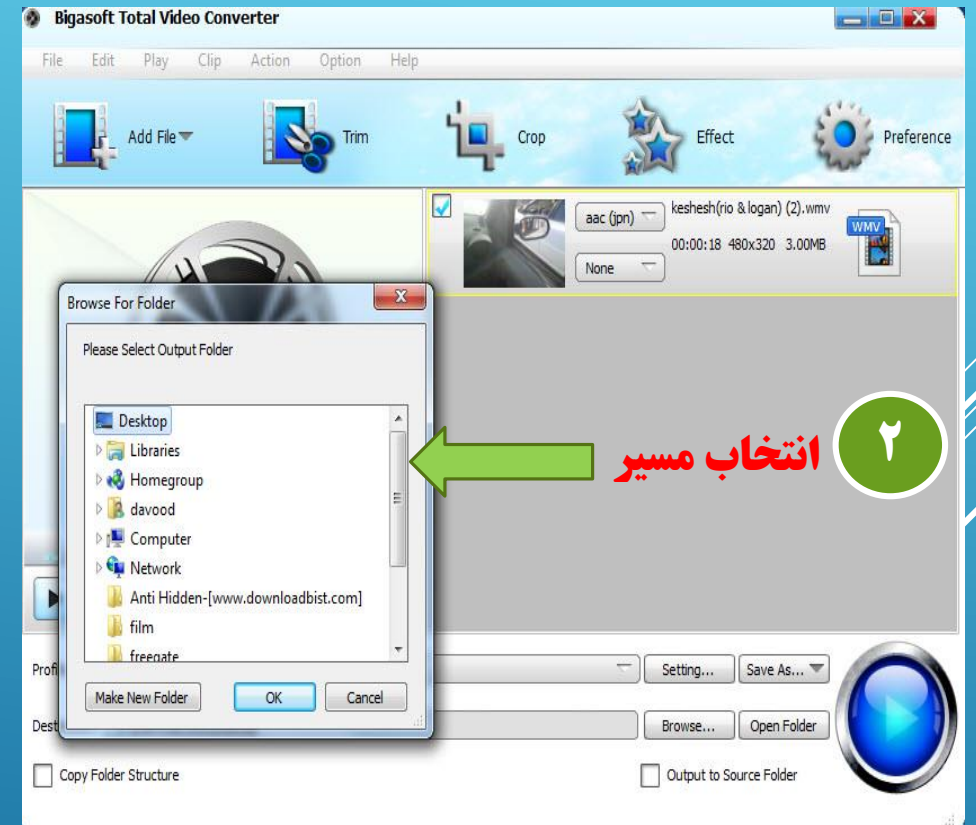 Bigasoft Total Video Converter
File Edit Play Clip Action Option Help
Add File Trim Crop Effect Preference
aac (jpn) keshesh(rio & logan) (2).wmv
WMV
00:00:18 480x320 3.00MB
None
Browse For Folder
Please Select Output Folder
Desktop
Libraries
Homegroup
davood
Computer
Network
Anti Hidden-[www.downloadbist.com]
film
freegate
Make New Folder OK Cancel
انتخاب مسیر ۲
Setting... Save As...
Browse... Open Folder
Copy Folder Structure Output to Source Folder